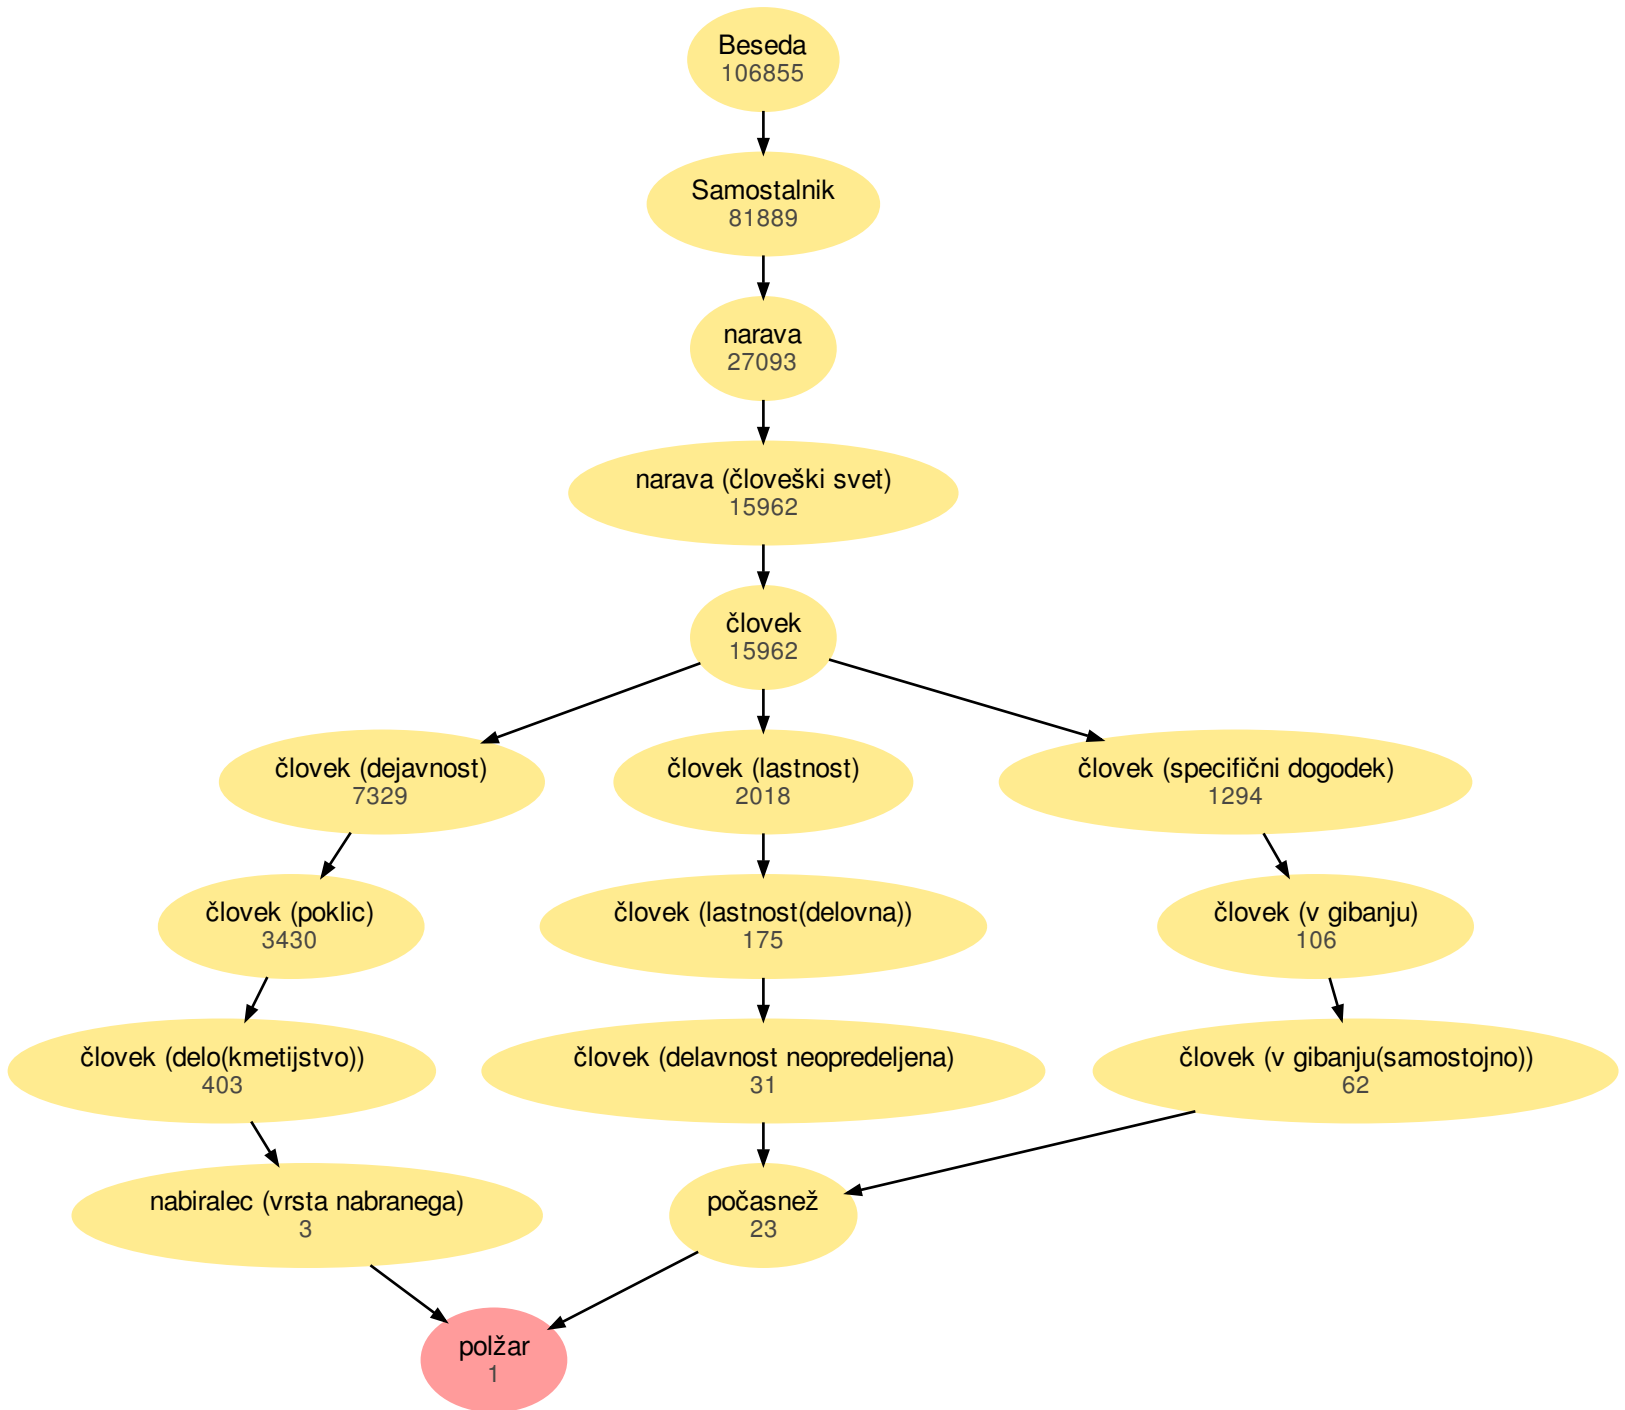 Beseda
106855
Samostalnik
81889
narava
27093
narava (človeški svet)
15962
človek
15962
človek (dejavnost)
7329
človek (lastnost)
2018
človek (specifični dogodek)
1294
človek (poklic)
3430
človek (lastnost(delovna))
175
človek (v gibanju)
106
človek (delo(kmetijstvo))
403
človek (delavnost neopredeljena)
31
človek (v gibanju(samostojno))
62
nabiralec (vrsta nabranega)
3
počasnež
23
polžar
1